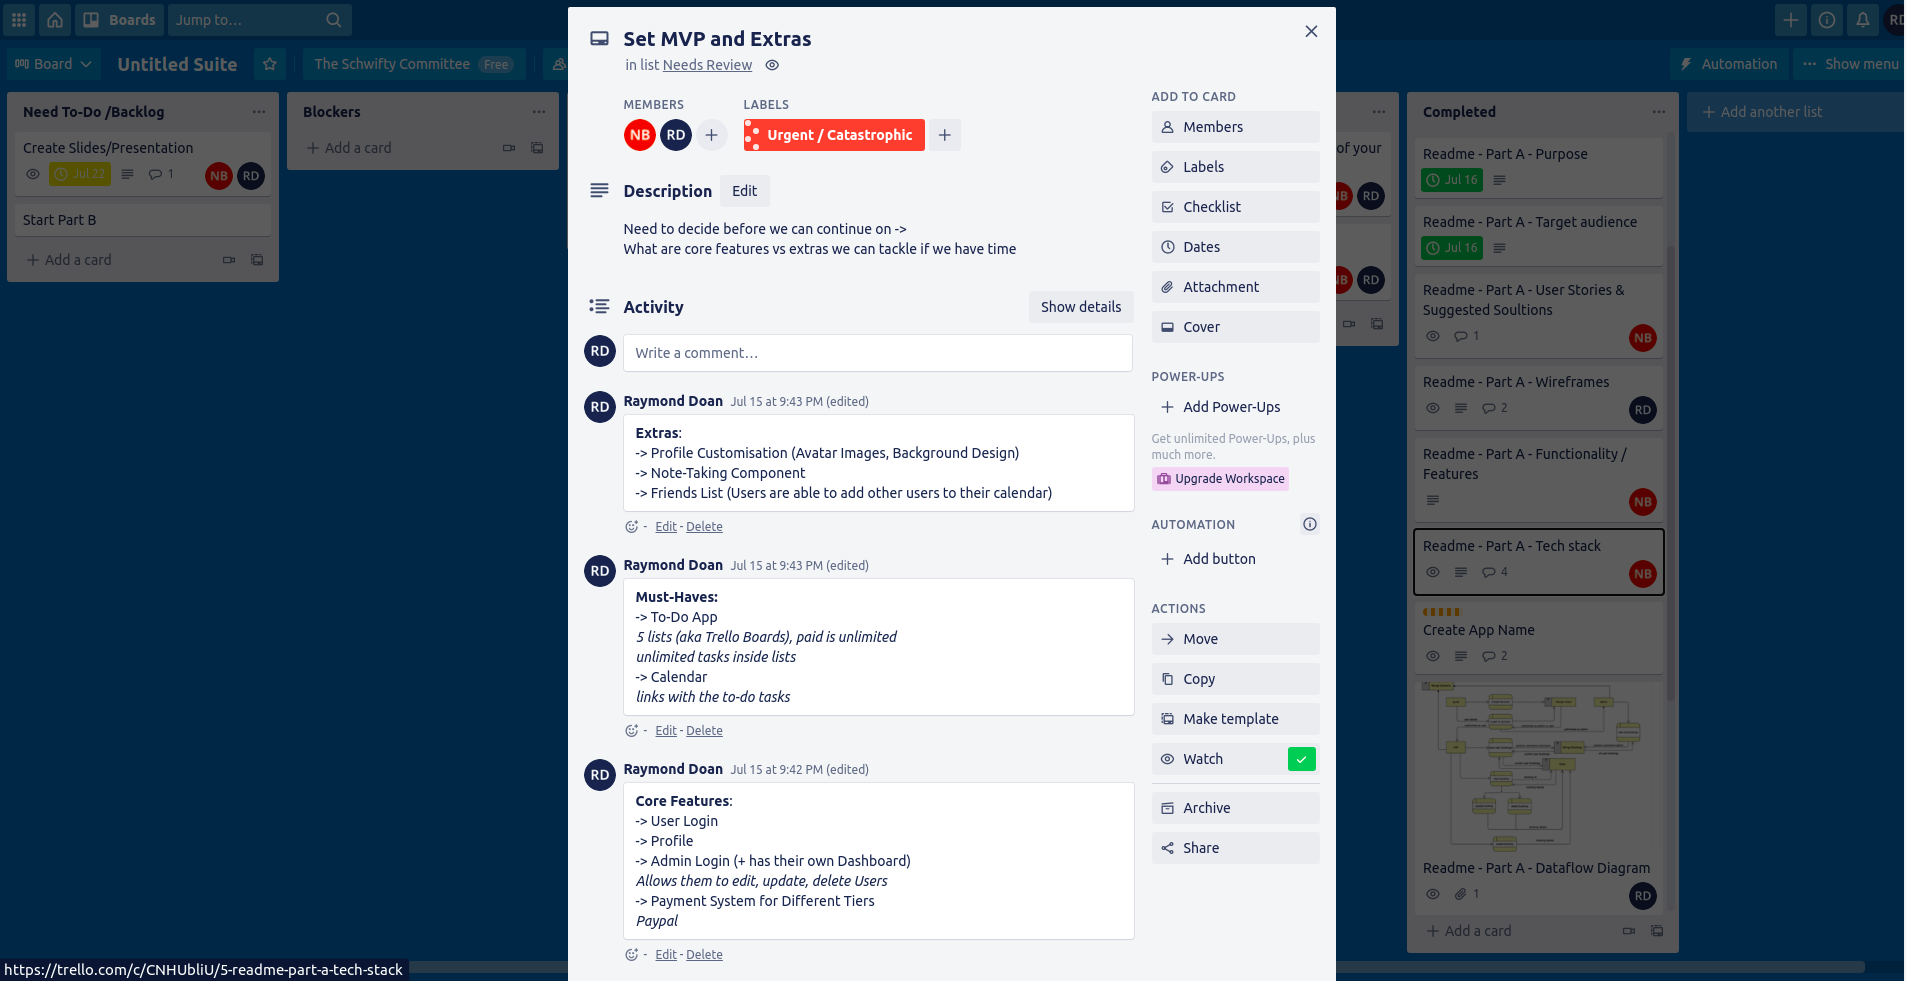 Boards
Jump to...
RD
Board
Untitled Suite
The Schwifty Committee Free
Automation
Show menu
Need To-Do /Backlog
Create Slides/Presentation
Jul 22
1
NB RD
Start Part B
+ Add a card
Blockers
+ Add a card
Set MVP and Extras
in list Needs Review
MEMBERS
NB RD +
LABELS
Urgent / Catastrophic +
Description Edit
Need to decide before we can continue on ->
What are core features vs extras we can tackle if we have time
Activity Show details
RD Write a comment…
RD Raymond Doan Jul 15 at 9:43 PM (edited)
Extras:
-> Profile Customisation (Avatar Images, Background Design)
-> Note-Taking Component
-> Friends List (Users are able to add other users to their calendar)
- Edit - Delete
RD Raymond Doan Jul 15 at 9:43 PM (edited)
Must-Haves:
-> To-Do App
5 lists (aka Trello Boards), paid is unlimited
unlimited tasks inside lists
-> Calendar
links with the to-do tasks
- Edit - Delete
RD Raymond Doan Jul 15 at 9:42 PM (edited)
Core Features:
-> User Login
-> Profile
-> Admin Login (+ has their own Dashboard)
Allows them to edit, update, delete Users
-> Payment System for Different Tiers
Paypal
- Edit - Delete
ADD TO CARD
Members
Labels
Checklist
Dates
Attachment
Cover
POWER-UPS
+ Add Power-Ups
Get unlimited Power-Ups, plus
much more.
Upgrade Workspace
AUTOMATION
+ Add button
ACTIONS
Move
Copy
Make template
Watch
Archive
Share
of your
RD
RD
Completed
Readme - Part A - Purpose
Jul 16
Readme - Part A - Target audience
Jul 16
Readme - Part A - User Stories &
Suggested Soultions
1
NB
Readme - Part A - Wireframes
2
RD
Readme - Part A - Functionality /
Features
NB
Readme - Part A - Tech stack
4
NB
Create App Name
2
Readme - Part A - Dataflow Diagram
1
RD
+ Add a card
+ Add another list
https://trello.com/c/CNHUbliU/5-readme-part-a-tech-stack